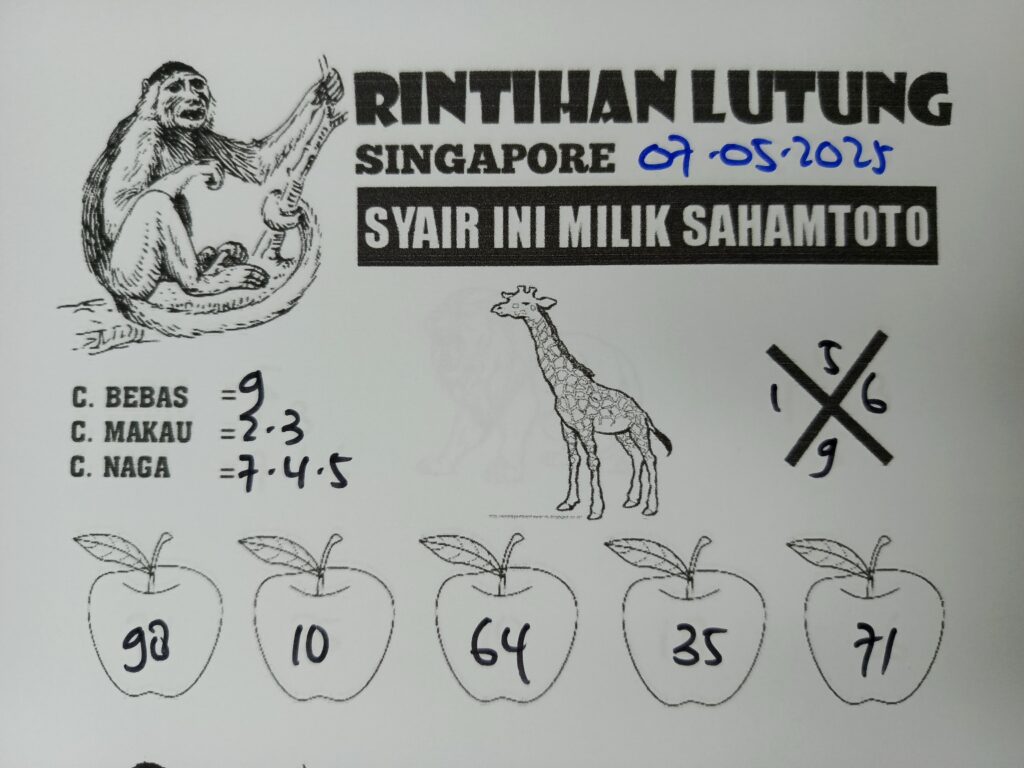 RINTIHAN LUTUNG
SINGAPORE 07.05.2025
SYAIR INI MILIK SAHAMTOTO
C. BEBAS =9
C. MAKAU =2.3
C. NAGA =7.4.5
5
1 6
9
98 10 64 35 71